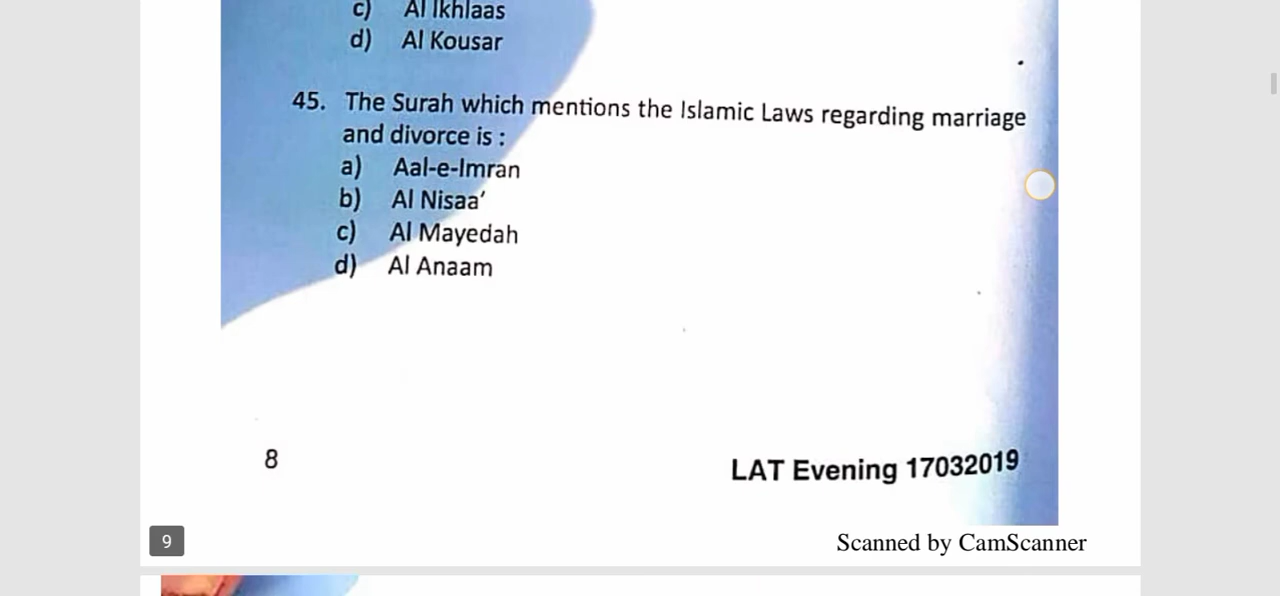 c) Al Ikhlaas
d) Al Kousar
45. The Surah which mentions the Islamic Laws regarding marriage
and divorce is :
a) Aal-e-Imran
b) Al Nisaa’
c) Al Mayedah
d) Al Anaam
8
LAT Evening 17032019
9
Scanned by CamScanner